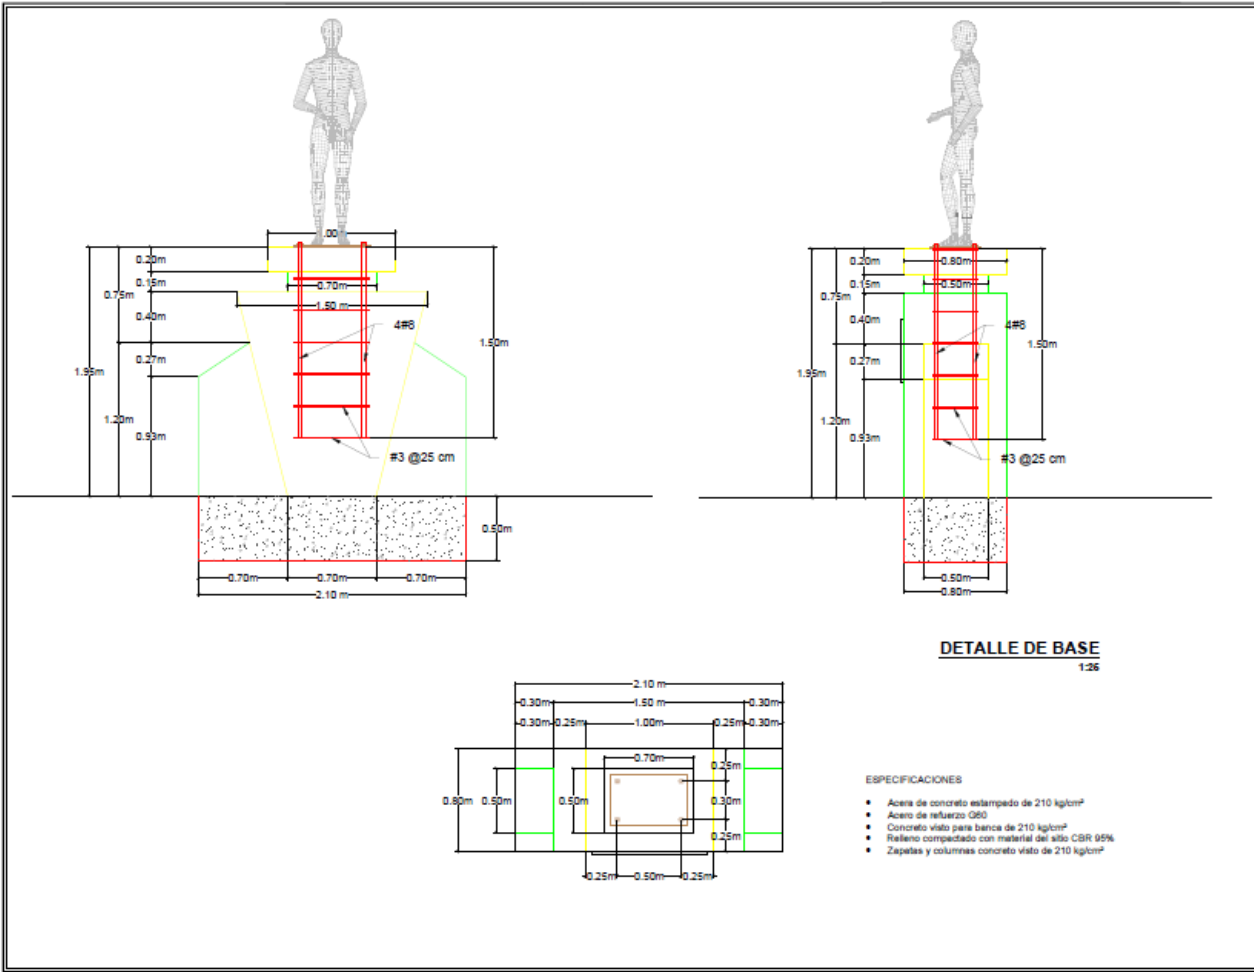 1.00
0.20m
0.15m
0.75m
0.70m
1.50 m
0.40m
4#8
1.50m
0.27m
1.95m
1.20m
0.93m
#3 @25 cm
0.50m
0.70m
0.70m
0.70m
2.10 m
0.20m
0.80m
0.15m
0.50m
0.75m
0.40m
4#8
1.50m
0.27m
1.95m
1.20m
0.93m
#3 @25 cm
0.50m
0.80m
DETALLE DE BASE
1:25
2.10 m
0.30m 1.50 m 0.30m
0.30m 0.25m 1.00m 0.25m 0.30m
0.70m
0.25m
0.80m 0.50m 0.50m 0.30m
0.25m
0.25m 0.50m 0.25m
ESPECIFICACIONES
• Acera de concreto estampado de 210 kg/cm²
• Acero de refuerzo G60
• Concreto visto para banca de 210 kg/cm²
• Relleno compactado con material del sitio CBR 95%
• Zapatas y columnas concreto visto de 210 kg/cm²